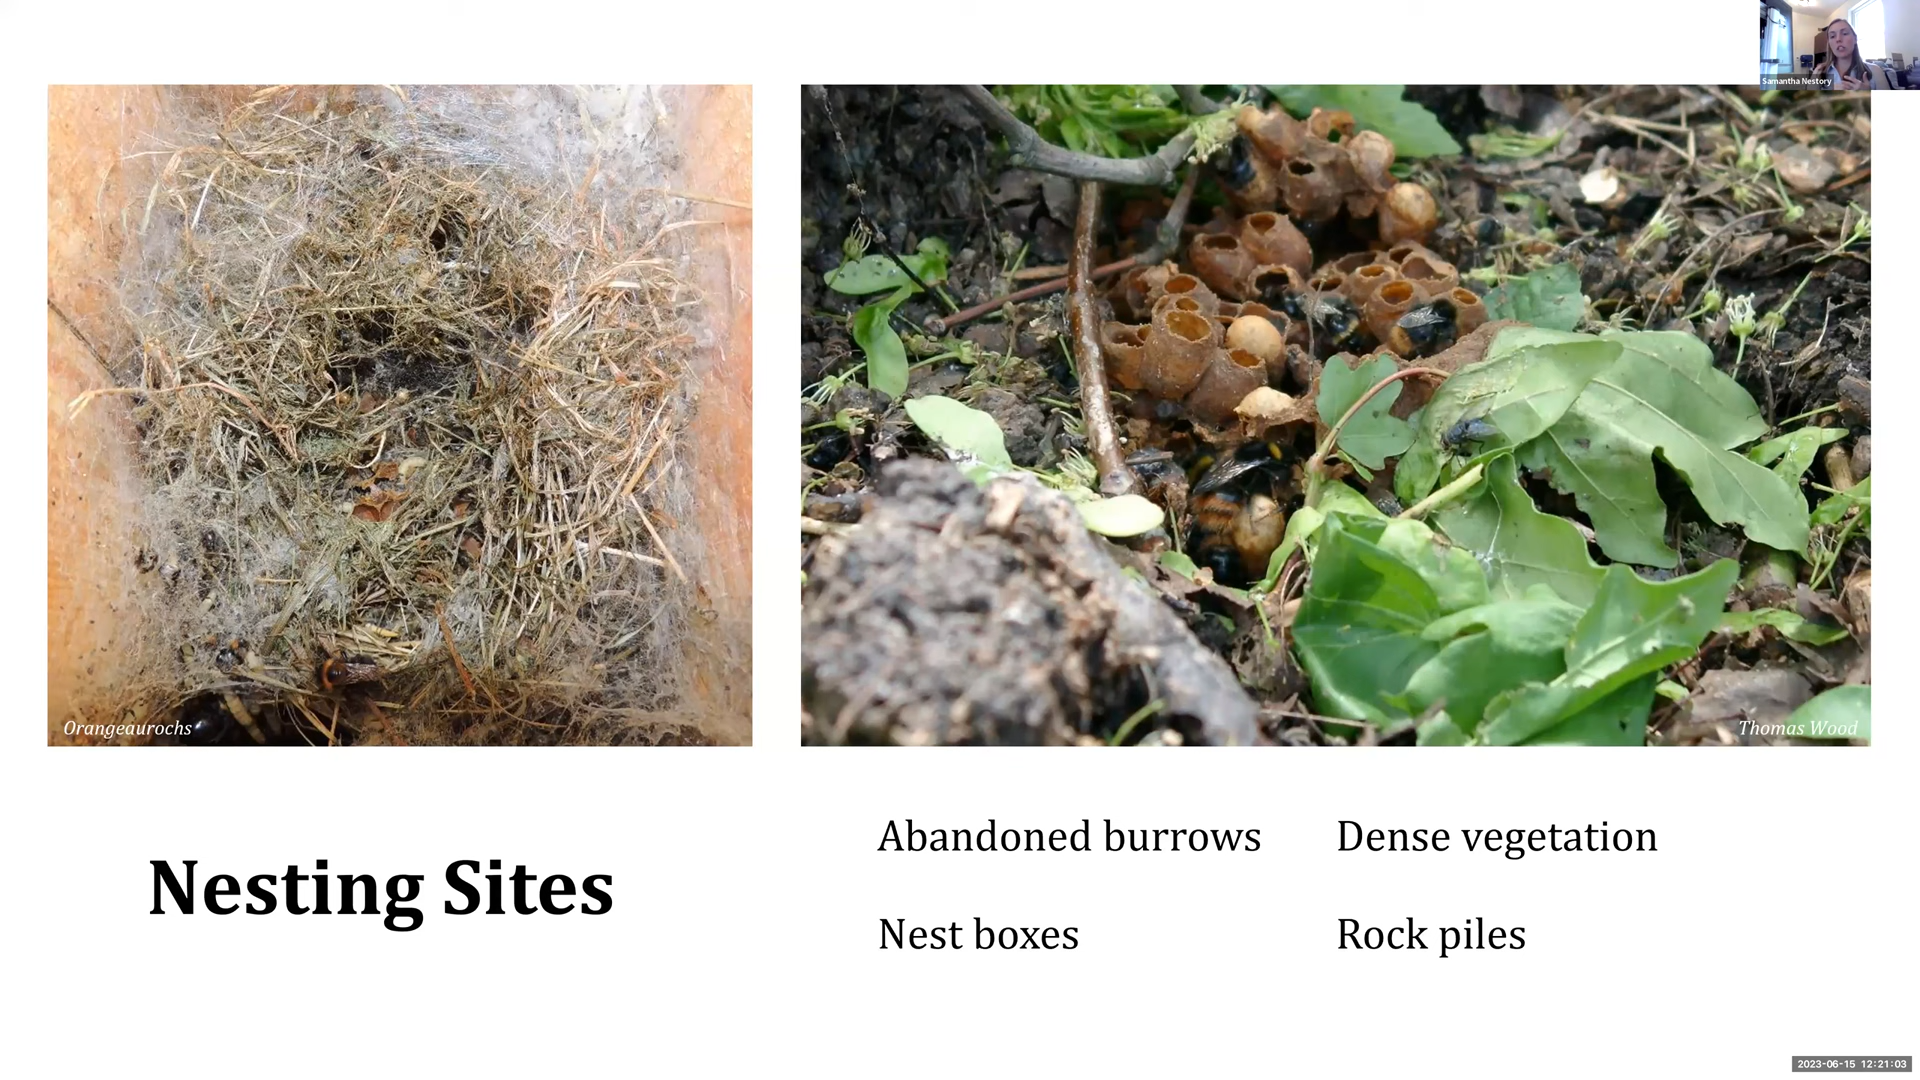 Samantha Nestory
Orangeaurochs
Thomas Wood
Nesting Sites
Abandoned burrows
Dense vegetation
Nest boxes
Rock piles
2023-06-15 12:21:03